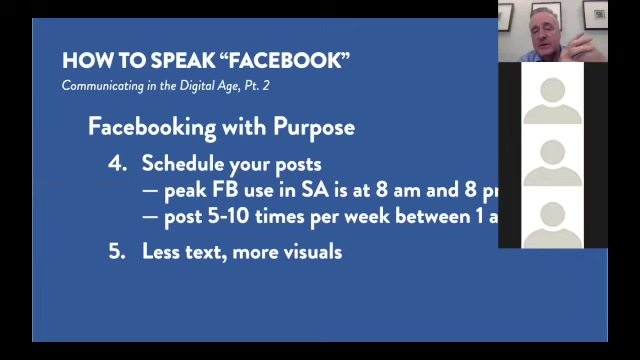 HOW TO SPEAK “FACEBOOK”
Communicating in the Digital Age, Pt. 2
Facebooking with Purpose
4. Schedule your posts
— peak FB use in SA is at 8 am and 8
— post 5-10 times per week between 1
5. Less text, more visuals